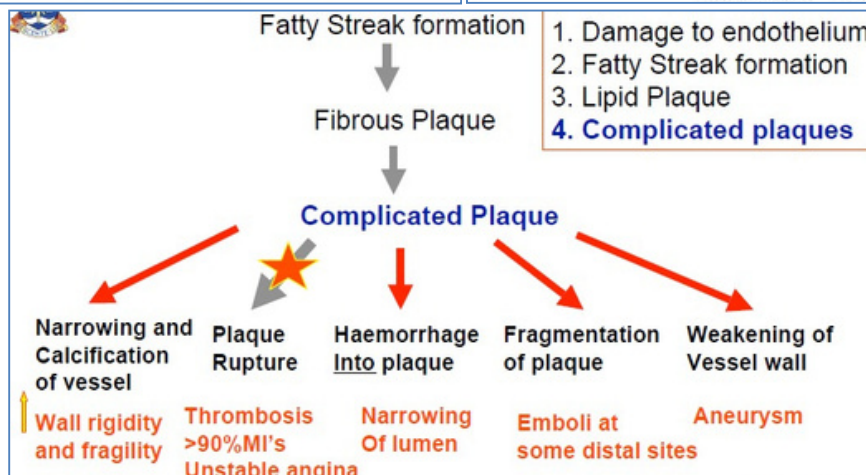 Fatty Streak formation
1. Damage to endothelium
2. Fatty Streak formation
3. Lipid Plaque
4. Complicated plaques
Fibrous Plaque
Complicated Plaque
Narrowing and
Calcification
of vessel
Wall rigidity
and fragility
Plaque
Rupture
Thrombosis
>90%MI's
Unstable angina
Haemorrhage
Into plaque
Narrowing
Of lumen
Fragmentation
of plaque
Emboli at
some distal sites
Weakening of
Vessel wall
Aneurysm